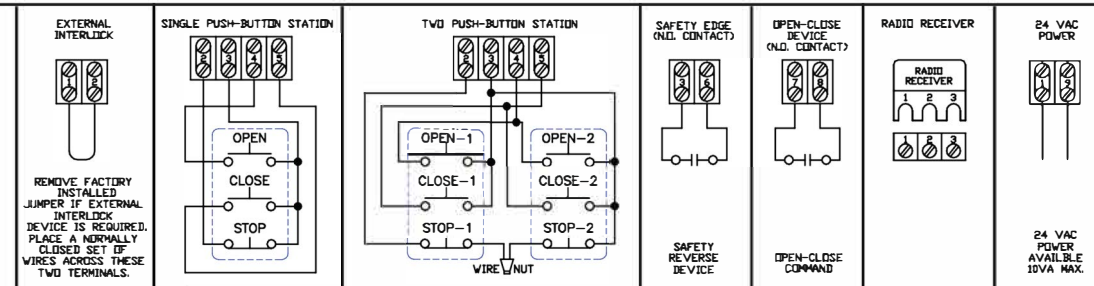 EXTERNAL
INTERLOCK
1 2
REMOVE FACTORY
INSTALLED
JUMPER IF EXTERNAL
INTERLOCK
DEVICE IS REQUIRED.
PLACE A NORMALLY
CLOSED SET OF
WIRES ACROSS THESE
TWO TERMINALS.
SINGLE PUSH-BUTTON STATION
2 3 4 5
OPEN
CLOSE
STOP
TWO PUSH-BUTTON STATION
2 3 4 5
OPEN-1 OPEN-2
CLOSE-1 CLOSE-2
STOP-1 STOP-2
WIRE NUT
SAFETY EDGE
(N.O. CONTACT)
3 6
SAFETY
REVERSE
DEVICE
OPEN-CLOSE
DEVICE
(N.O. CONTACT)
3 8
OPEN-CLOSE
COMMAND
RADIO RECEIVER
RADIO
RECEIVER
1 2 3
1 2 3
24 VAC
POWER
1 9
24 VAC
POWER
AVAILBLE
10VA MAX.